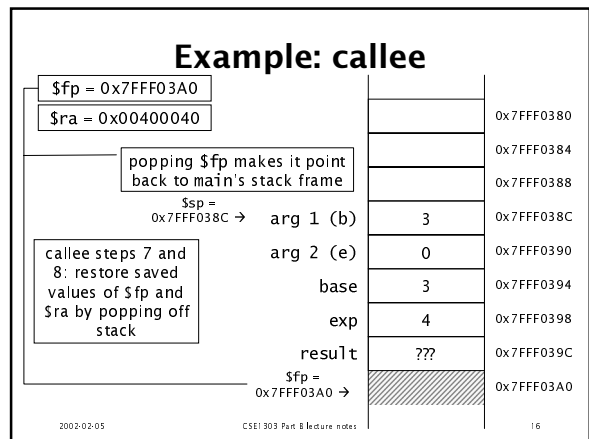 Example: callee
$fp = 0x7FFF03A0
$ra = 0x00400040
0x7FFF0380
0x7FFF0384
popping $fp makes it point
back to main's stack frame
0x7FFF0388
$sp =
0x7FFF038C → arg 1 (b) 3 0x7FFF038C
arg 2 (e) 0 0x7FFF0390
callee steps 7 and
8: restore saved
values of $fp and
$ra by popping off
stack
base 3 0x7FFF0394
exp 4 0x7FFF0398
result ??? 0x7FFF039C
$fp =
0x7FFF03A0 → 0x7FFF03A0
2002-02-05 CSE1303 Part B lecture notes 16